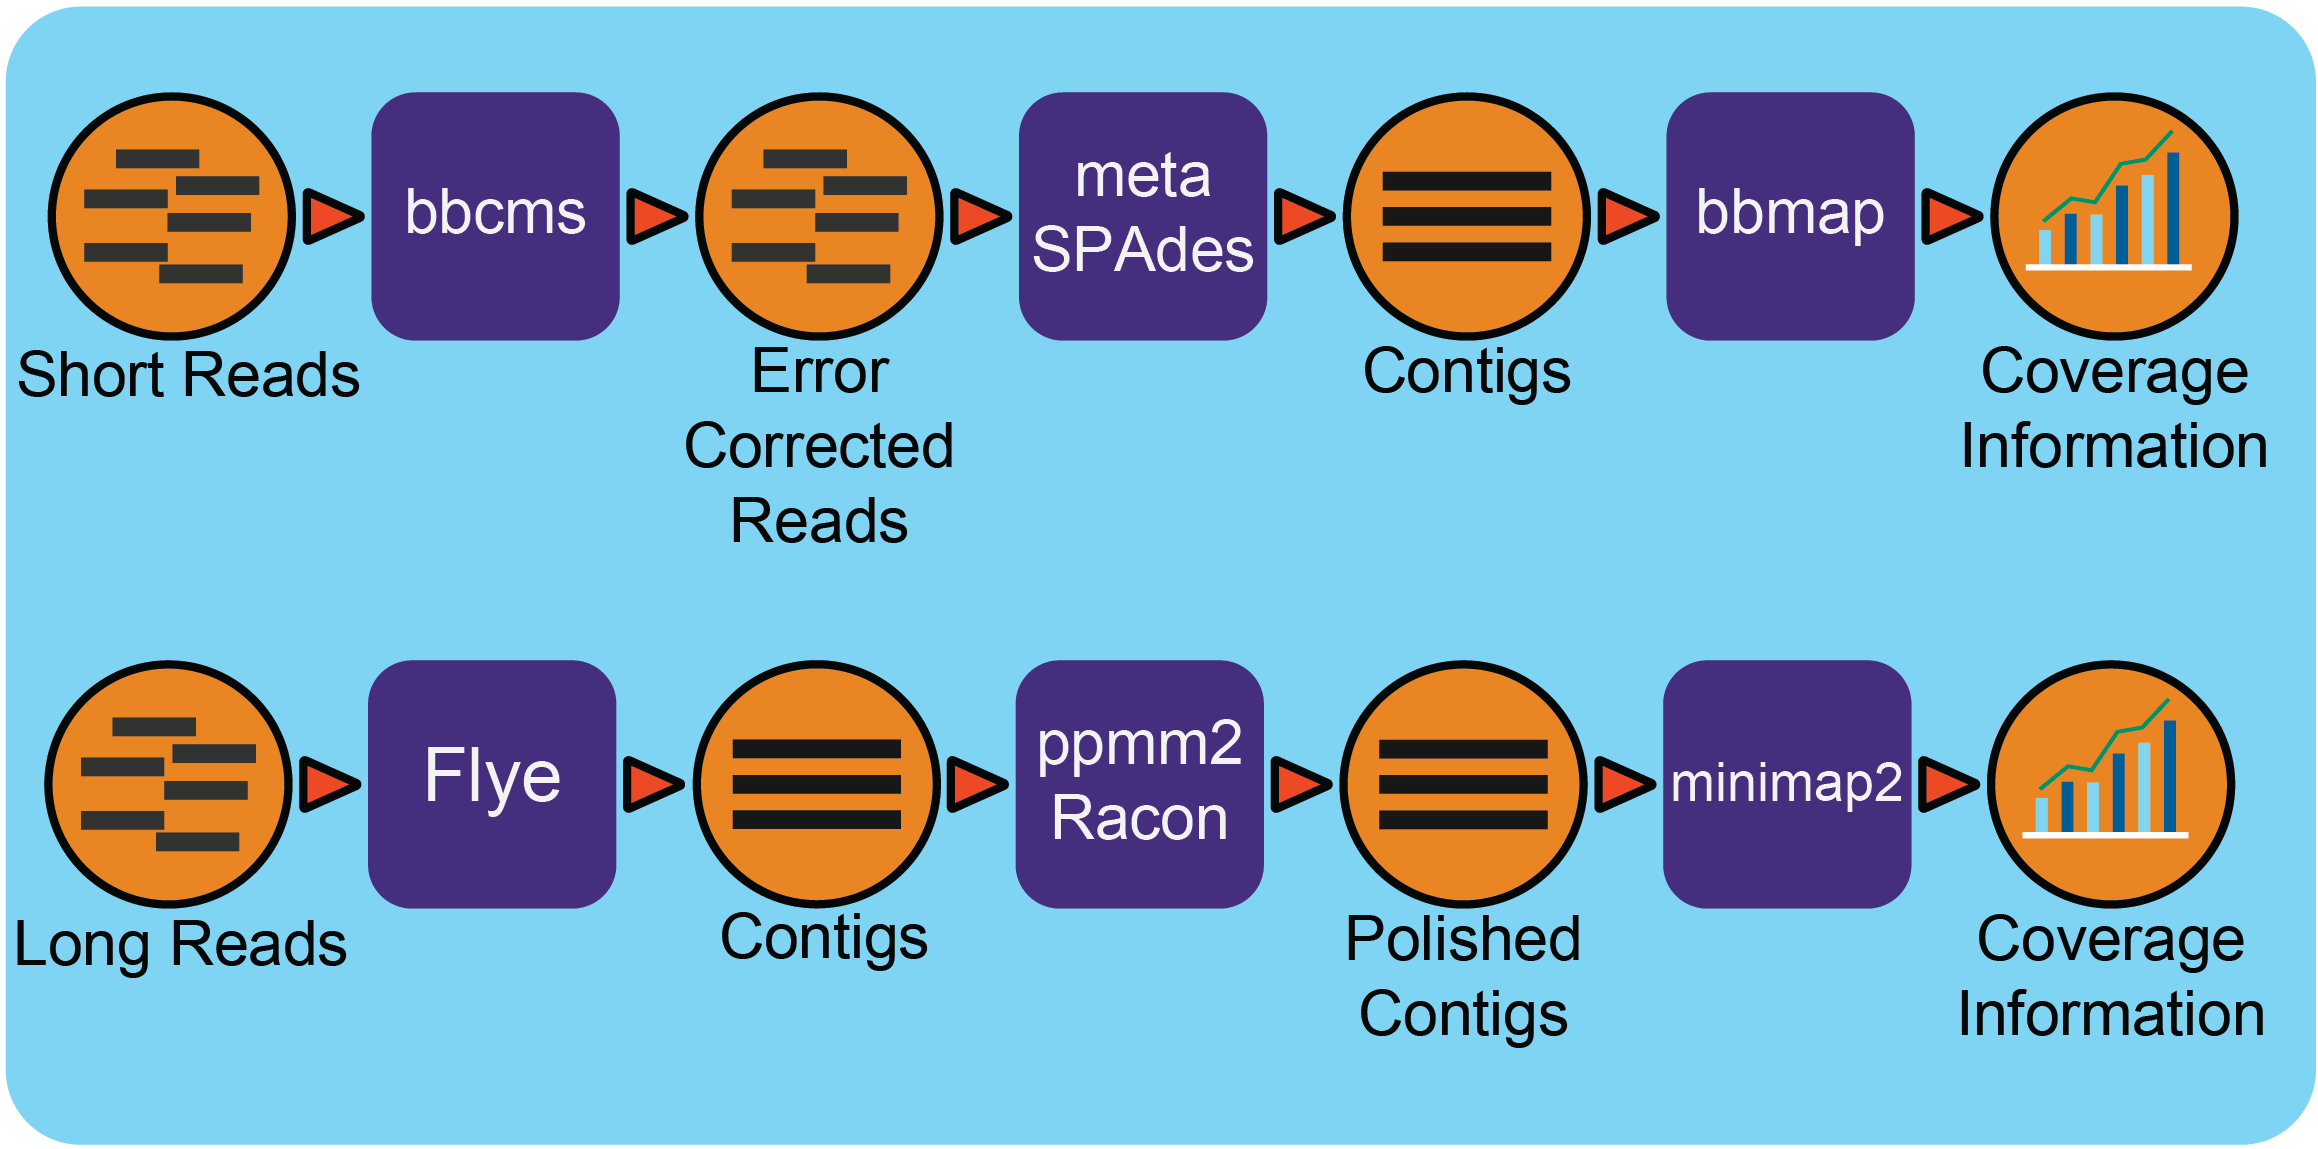 bbcms
meta
SPAdes
bbmap
Short Reads
Error
Corrected
Reads
Contigs
Coverage
Information
Flye
ppmm2
Racon
minimap2
Long Reads
Contigs
Polished
Contigs
Coverage
Information